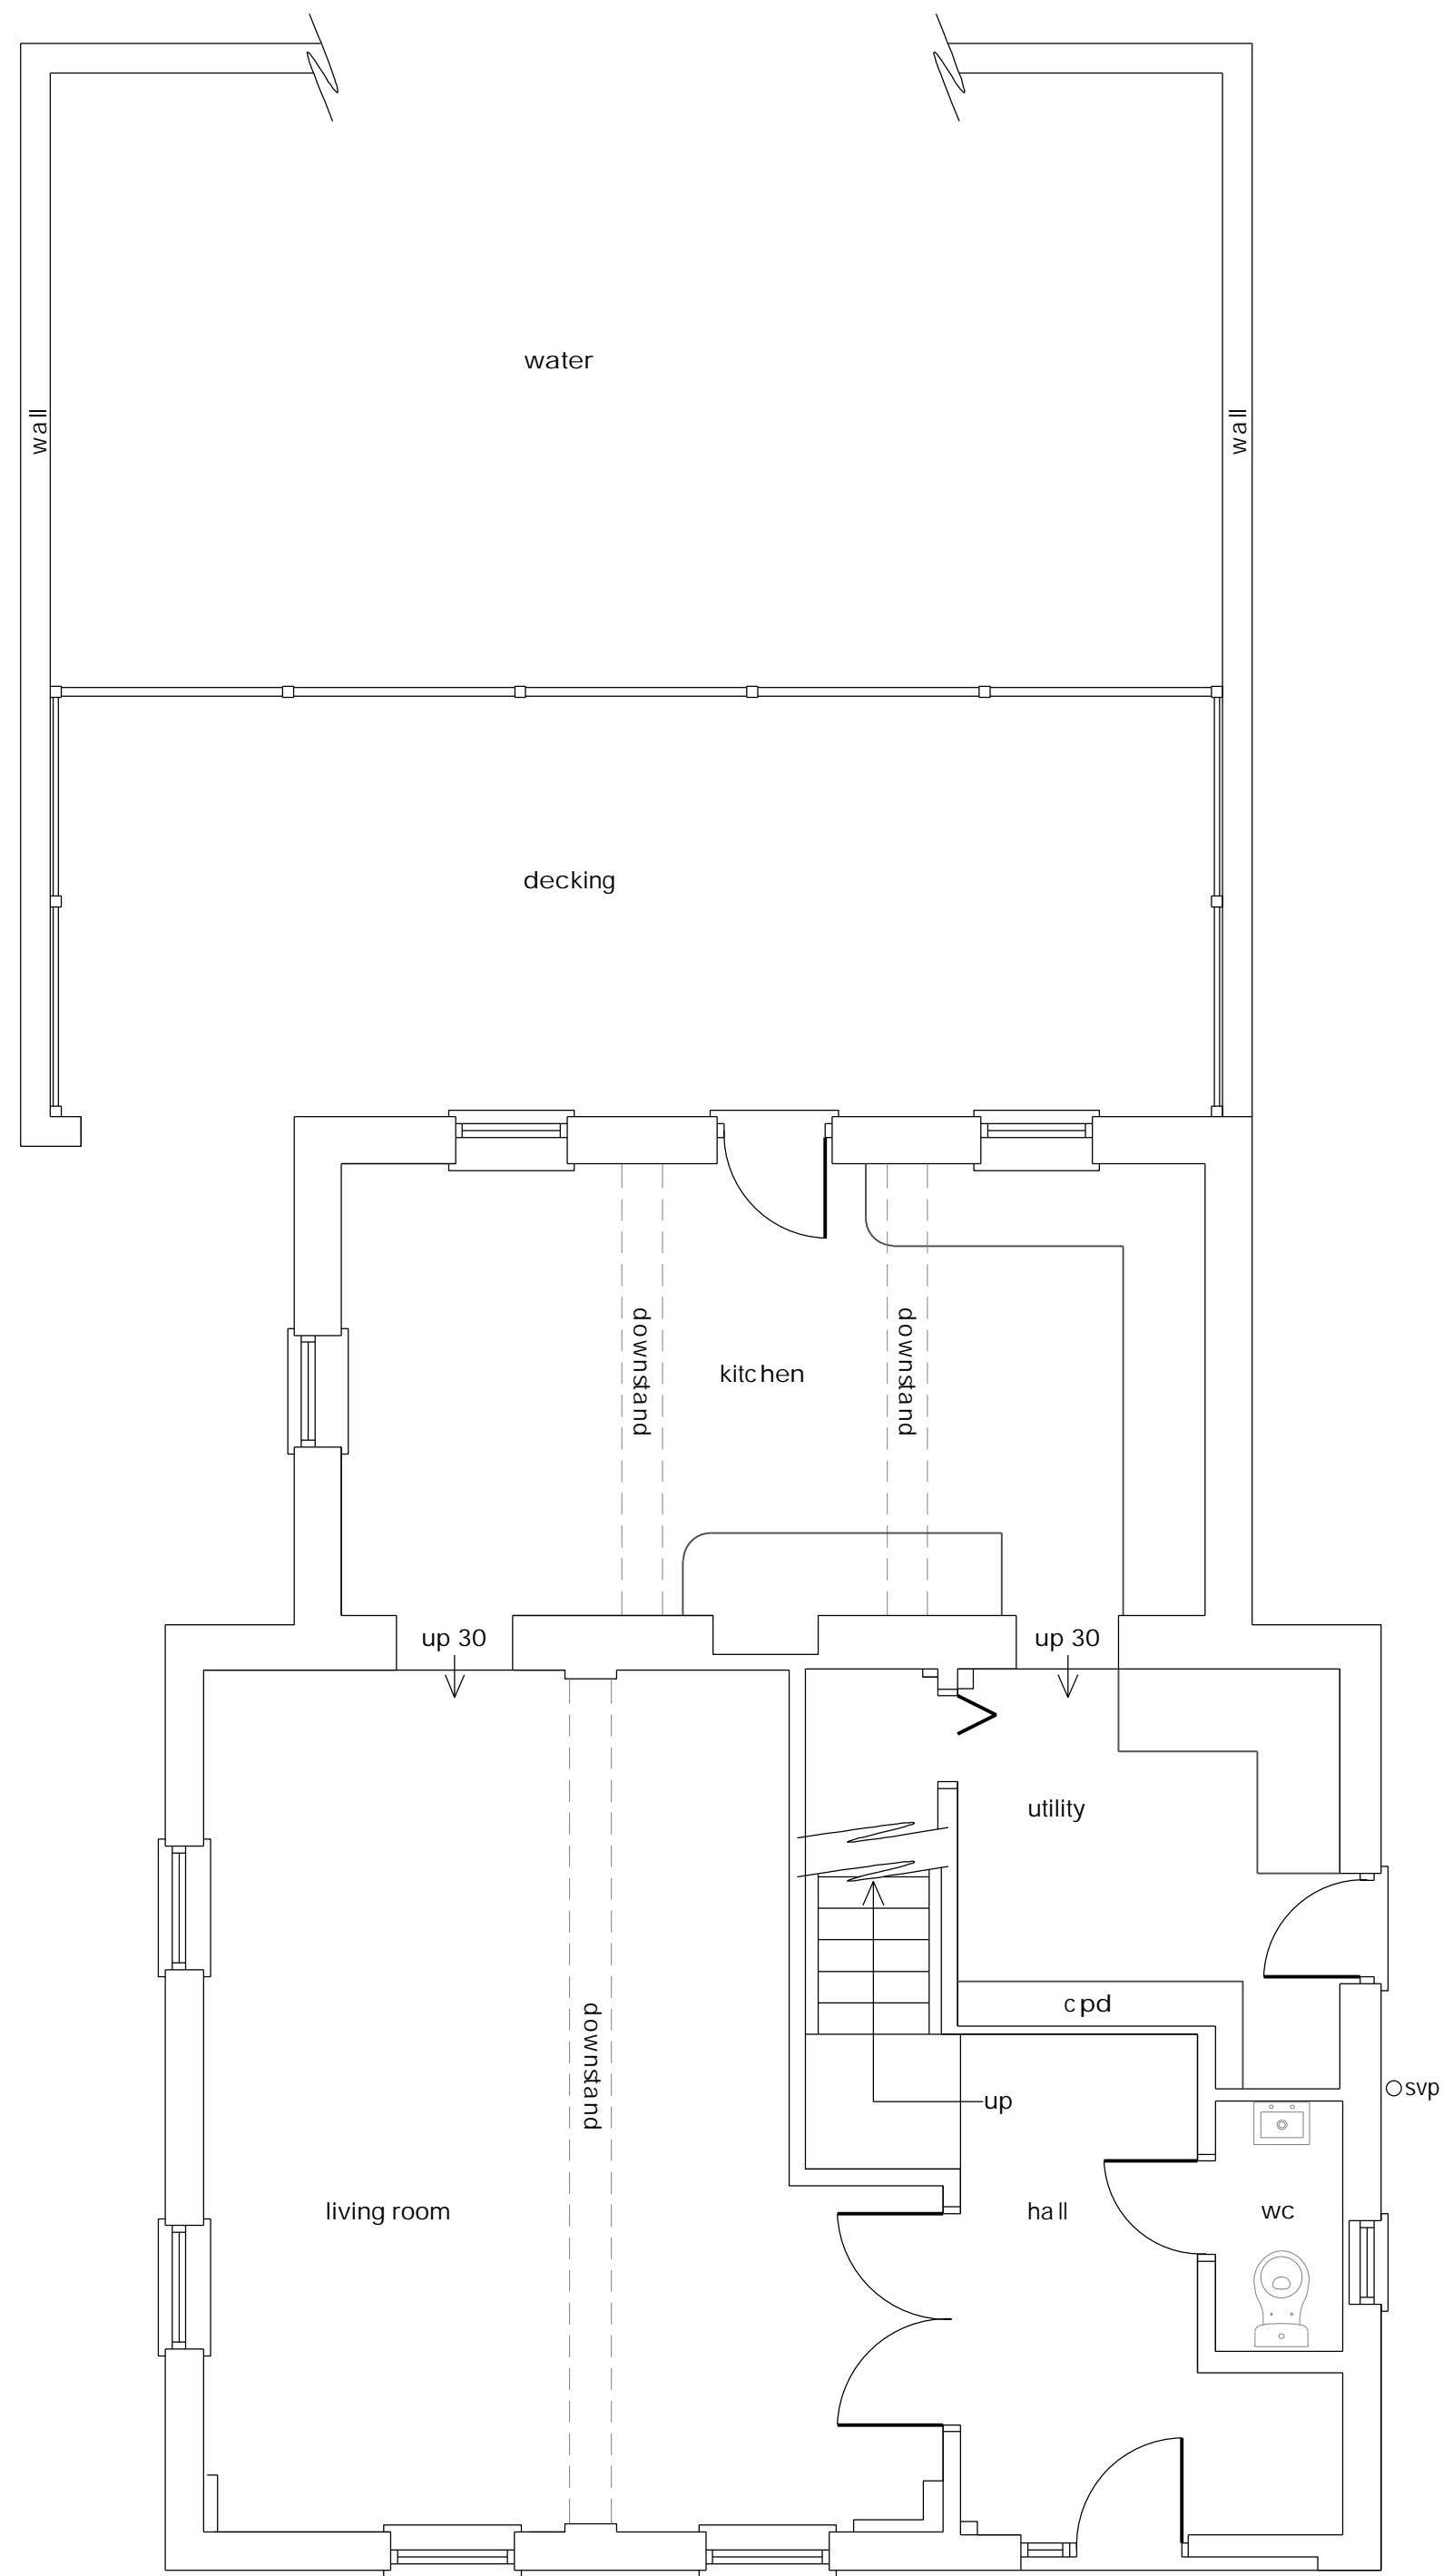 water
wall
wall
decking
downstand
downstand
kitchen
up 30
up 30
utility
cpd
downstand
svp
up
living room
hall
wc